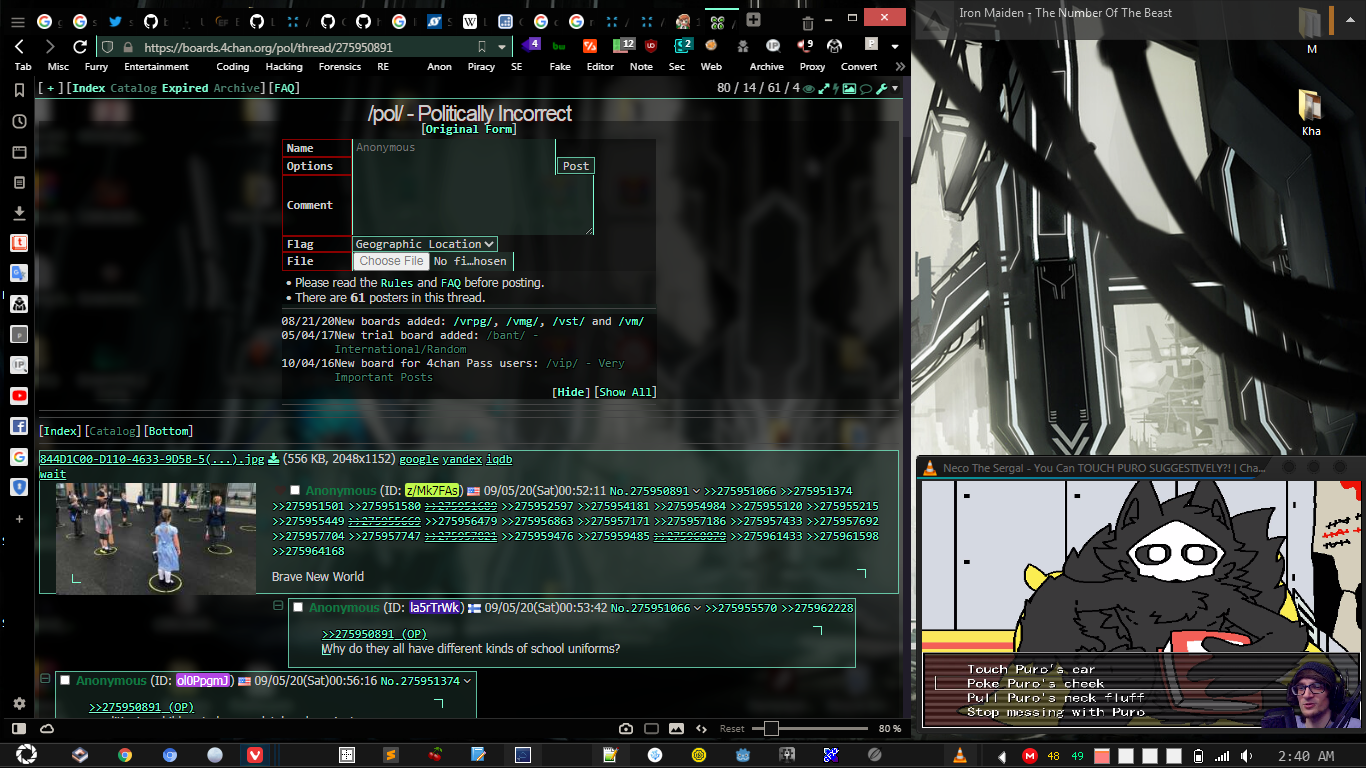 Iron Maiden - The Number Of The Beast
https://boards.4chan.org/pol/thread/275950891
4
12
2
9
Tab Misc Furry Entertainment Coding Hacking Forensics RE Anon Piracy SE Fake Editor Note Sec Web Archive Proxy Convert
M
Kha
[ + ] [Index Catalog Expired Archive] [FAQ]
80 / 14 / 61 / 4
/pol/ - Politically Incorrect
[Original Form]
Name
Anonymous
Options
Post
Comment
Flag
Geographic Location
File
Choose File No fi…hosen
• Please read the Rules and FAQ before posting.
• There are 61 posters in this thread.
08/21/20 New boards added: /vrpg/, /vmg/, /vst/ and /vm/
05/04/17 New trial board added: /bant/ -
International/Random
10/04/16 New board for 4chan Pass users: /vip/ - Very
Important Posts
[Hide] [Show All]
[Index] [Catalog] [Bottom]
844D1C00-D110-4633-9D5B-5(...).jpg (556 KB, 2048x1152) google yandex iqdb
wait
Anonymous (ID: z/Mk7FAs) 09/05/20(Sat)00:52:11 No.275950891 >>275951066 >>275951374
>>275951501 >>275951580 >>275951680 >>275952597 >>275954181 >>275954984 >>275955120 >>275955215
>>275955449 >>275955660 >>275956479 >>275956863 >>275957171 >>275957186 >>275957433 >>275957692
>>275957704 >>275957747 >>275957821 >>275959476 >>275959485 >>275960070 >>275961433 >>275961598
>>275964168
Brave New World
Anonymous (ID: la5rTrWk) 09/05/20(Sat)00:53:42 No.275951066 >>275955570 >>275962228
>>275950891 (OP)
Why do they all have different kinds of school uniforms?
Anonymous (ID: ol0PpgmJ) 09/05/20(Sat)00:56:16 No.275951374
>>275950891 (OP)
Neco The Sergal - You Can TOUCH PURO SUGGESTIVELY?! | Cha...
Touch Puro's ear
Poke Puro's cheek
Pull Puro's neck fluff
Stop messing with Puro
Reset
80 %
48
49
2:40 AM